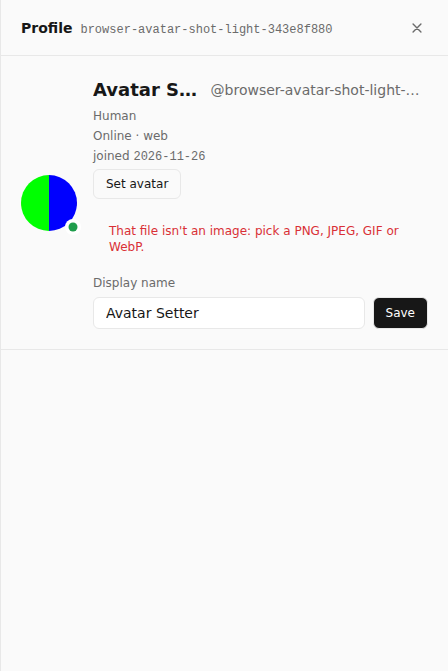 Profile browser-avatar-shot-light-343e8f880
Avatar S… @browser-avatar-shot-light-…
Human
Online · web
joined 2026-11-26
Set avatar
That file isn't an image: pick a PNG, JPEG, GIF or
WebP.
Display name
Avatar Setter
Save